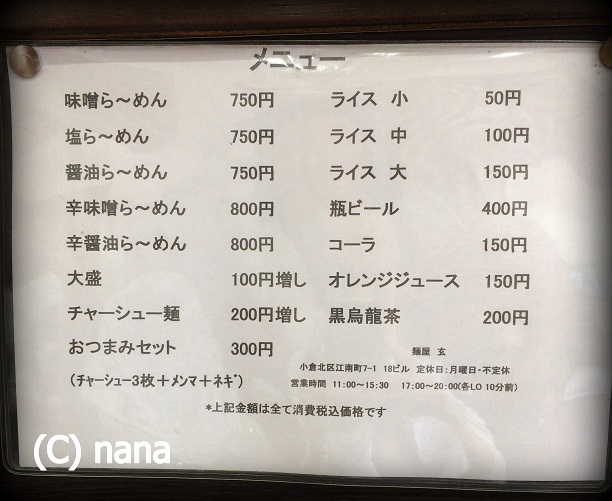 メニュー
味噌ら～めん 750円 ライス 小 50円
塩ら～めん 750円 ライス 中 100円
醤油ら～めん 750円 ライス 大 150円
辛味噌ら～めん 800円 瓶ビール 400円
辛醤油ら～めん 800円 コーラ 150円
大盛 100円増し オレンジジュース 150円
チャーシュー麺 200円増し 黒烏龍茶 200円
おつまみセット 300円
(ﾁｬｰｼｭｰ3枚＋ﾒﾝﾏ＋ﾈｷﾞ)
麺屋 玄
小倉北区江南町7-1 18ビル 定休日:月曜日・不定休
営業時間 11:00～15:30 17:00～20:00(各LO 10分前)
*上記金額は全て消費税込価格です
(C) nana